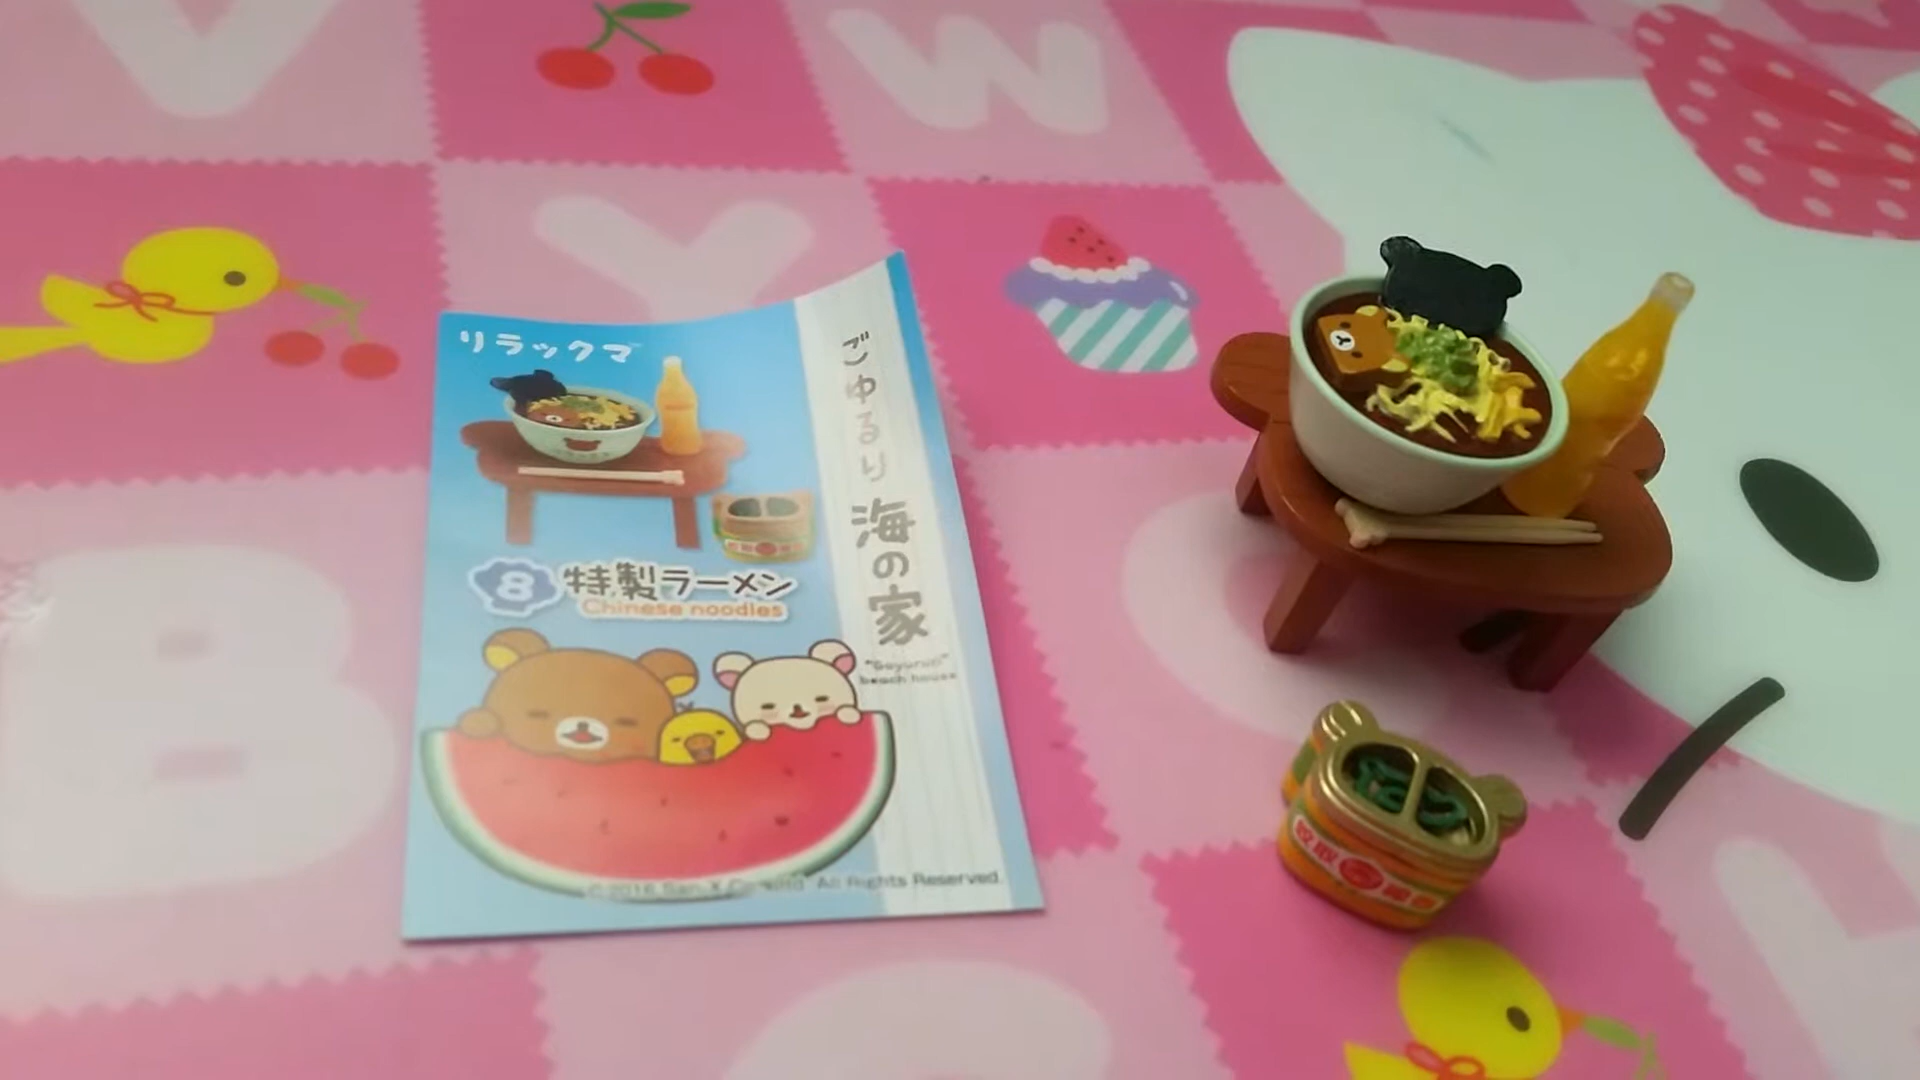 V
W
Y
B
リラックマ
ごゆるり
海の家
"Goyururi"
beach house
8 特製ラーメン
Chinese noodles
All Rights Reserved.